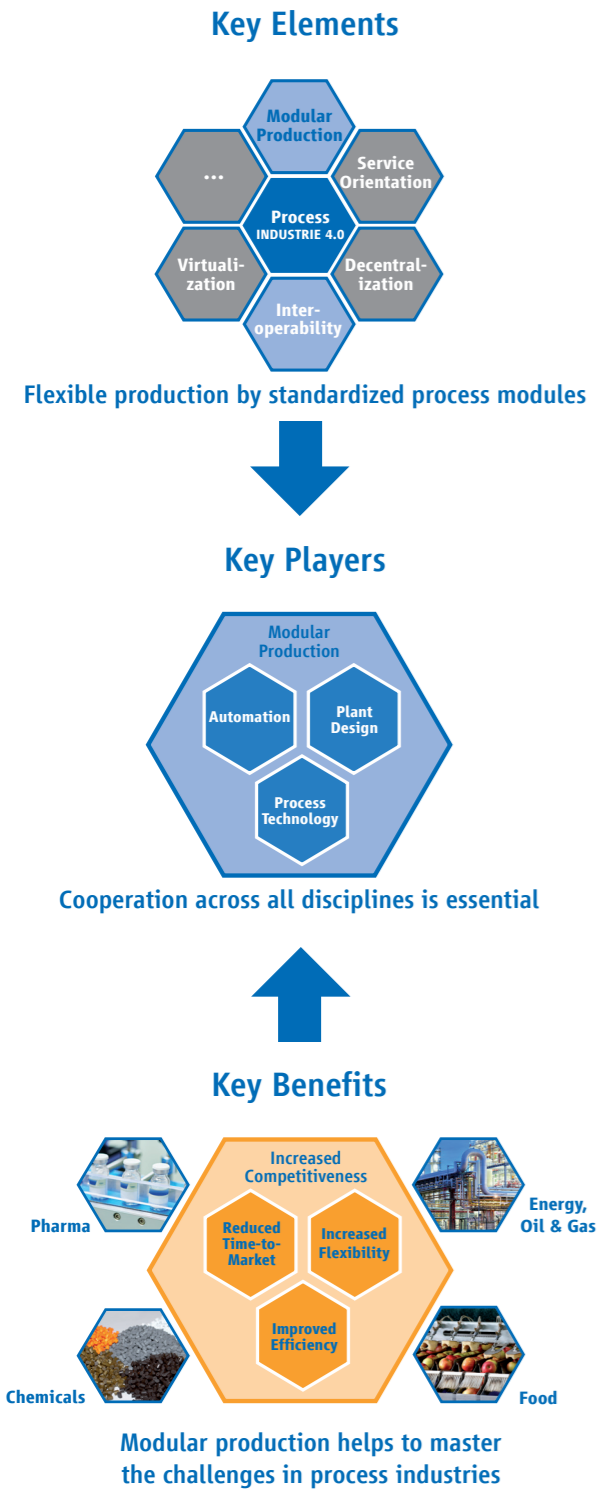 Key Elements
Modular
Production
...
Service
Orientation
Process
INDUSTRIE 4.0
Virtuali-
zation
Decentral-
ization
Inter-
operability
Flexible production by standardized process modules
Key Players
Modular
Production
Automation
Plant
Design
Process
Technology
Cooperation across all disciplines is essential
Key Benefits
Increased
Competitiveness
Pharma
Energy,
Oil & Gas
Reduced
Time-to-
Market
Increased
Flexibility
Improved
Efficiency
Chemicals
Food
Modular production helps to master
the challenges in process industries